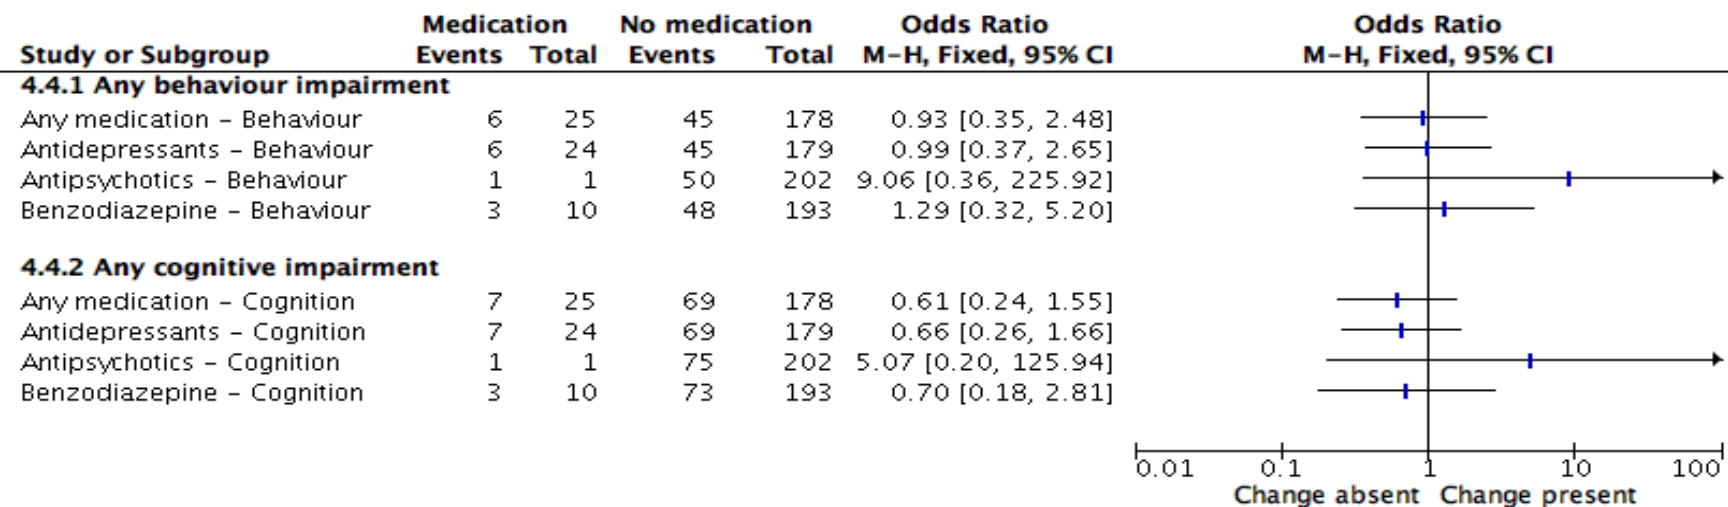 Medication No medication Odds Ratio Odds Ratio
Study or Subgroup Events Total Events Total M-H, Fixed, 95% CI M-H, Fixed, 95% CI
4.4.1 Any behaviour impairment
Any medication – Behaviour 6 25 45 178 0.93 [0.35, 2.48]
Antidepressants – Behaviour 6 24 45 179 0.99 [0.37, 2.65]
Antipsychotics – Behaviour 1 1 50 202 9.06 [0.36, 225.92]
Benzodiazepine – Behaviour 3 10 48 193 1.29 [0.32, 5.20]
4.4.2 Any cognitive impairment
Any medication – Cognition 7 25 69 178 0.61 [0.24, 1.55]
Antidepressants – Cognition 7 24 69 179 0.66 [0.26, 1.66]
Antipsychotics – Cognition 1 1 75 202 5.07 [0.20, 125.94]
Benzodiazepine – Cognition 3 10 73 193 0.70 [0.18, 2.81]
0.01 0.1 1 10 100
Change absent Change present